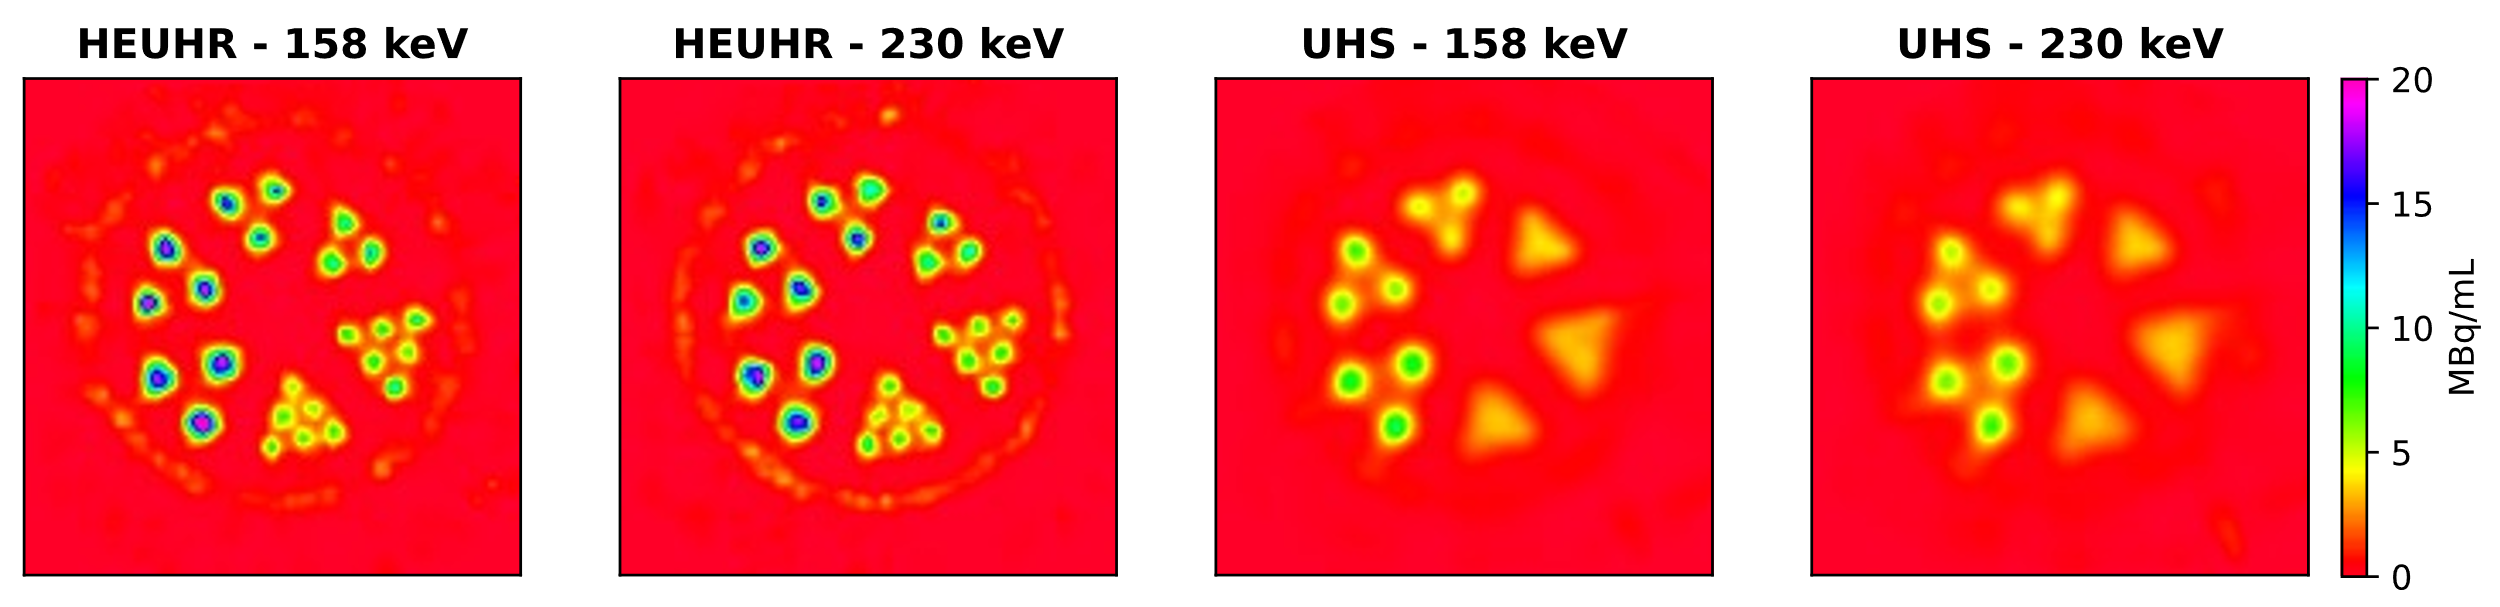 HEUHR - 158 keV
HEUHR - 230 keV
UHS - 158 keV
UHS - 230 keV
20
15
10
5
0
MBq/mL